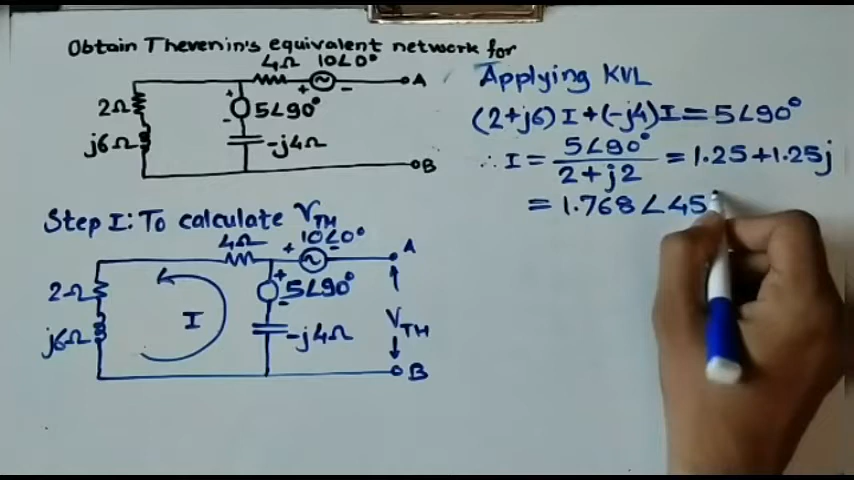 Obtain Thevenin's equivalent network for
4Ω 10∠0°
+ - A
2Ω
+
5∠90°
-
j6Ω
-j4Ω
B
Step I: To calculate V_TH
4Ω + 10∠0° - A
2Ω
+
5∠90°
-
I
j6Ω
-j4Ω
V_TH
B
Applying KVL
(2+j6) I + (-j4) I = 5∠90°
∴ I = 5∠90° / 2+j2 = 1.25+1.25j
= 1.768∠45